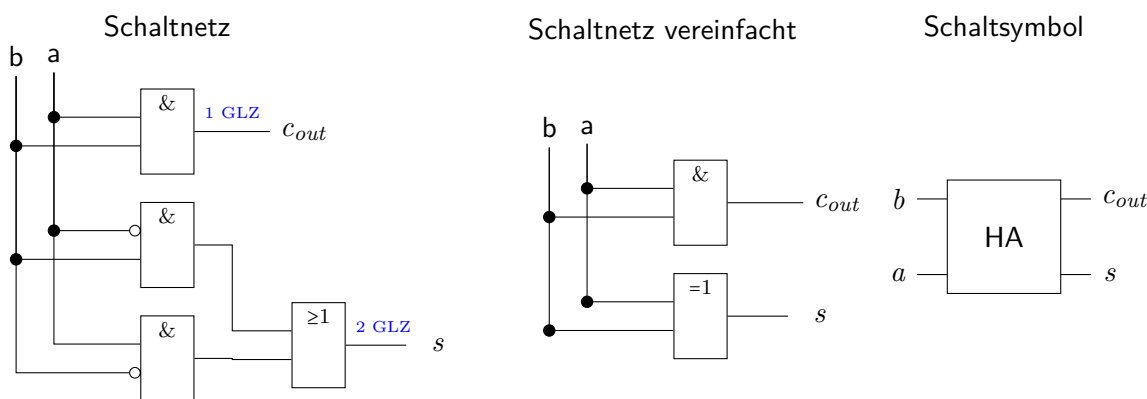 Schaltnetz
b a
&
1 GLZ
c_out
&
&
≥1
2 GLZ
s
Schaltnetz vereinfacht
b a
&
c_out
=1
s
Schaltsymbol
b
c_out
HA
a
s